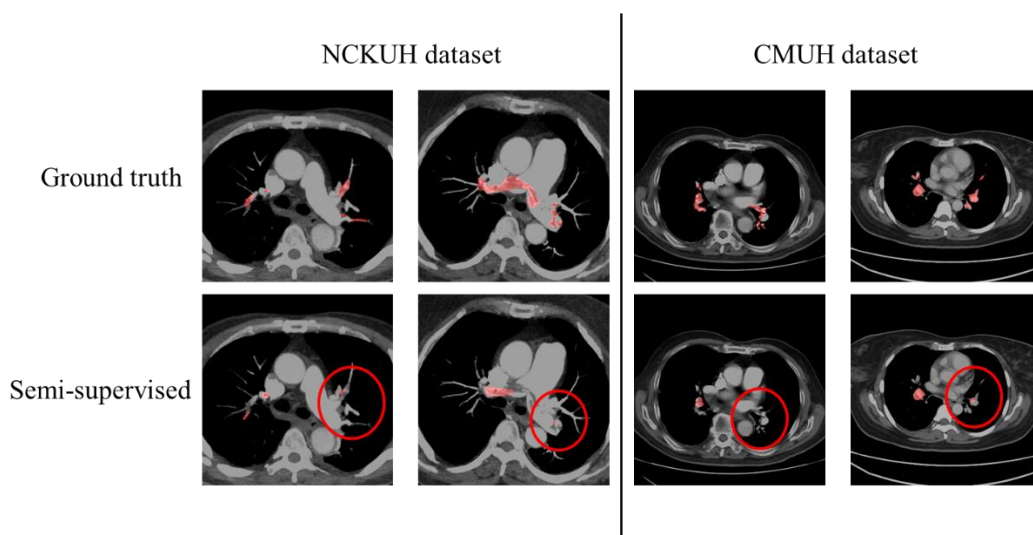 NCKUH dataset
CMUH dataset
Ground truth
Semi-supervised